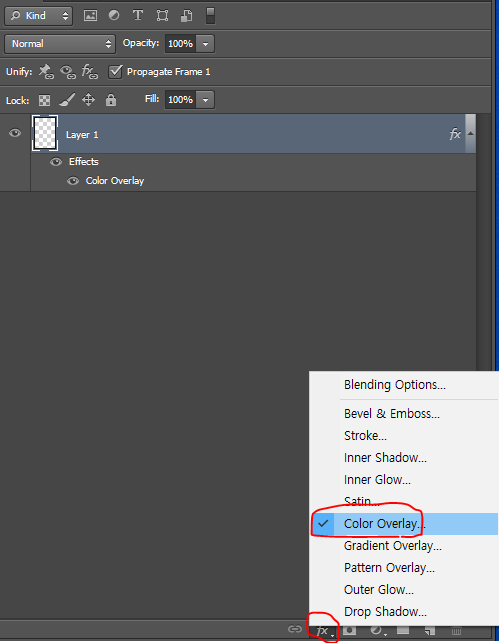 Kind
T
Normal Opacity: 100%
Unify: fx Propagate Frame 1
Lock: Fill: 100%
Layer 1 fx
Effects
Color Overlay
Blending Options...
Bevel & Emboss...
Stroke...
Inner Shadow...
Inner Glow...
Satin...
Color Overlay...
Gradient Overlay...
Pattern Overlay...
Outer Glow...
Drop Shadow...
fx